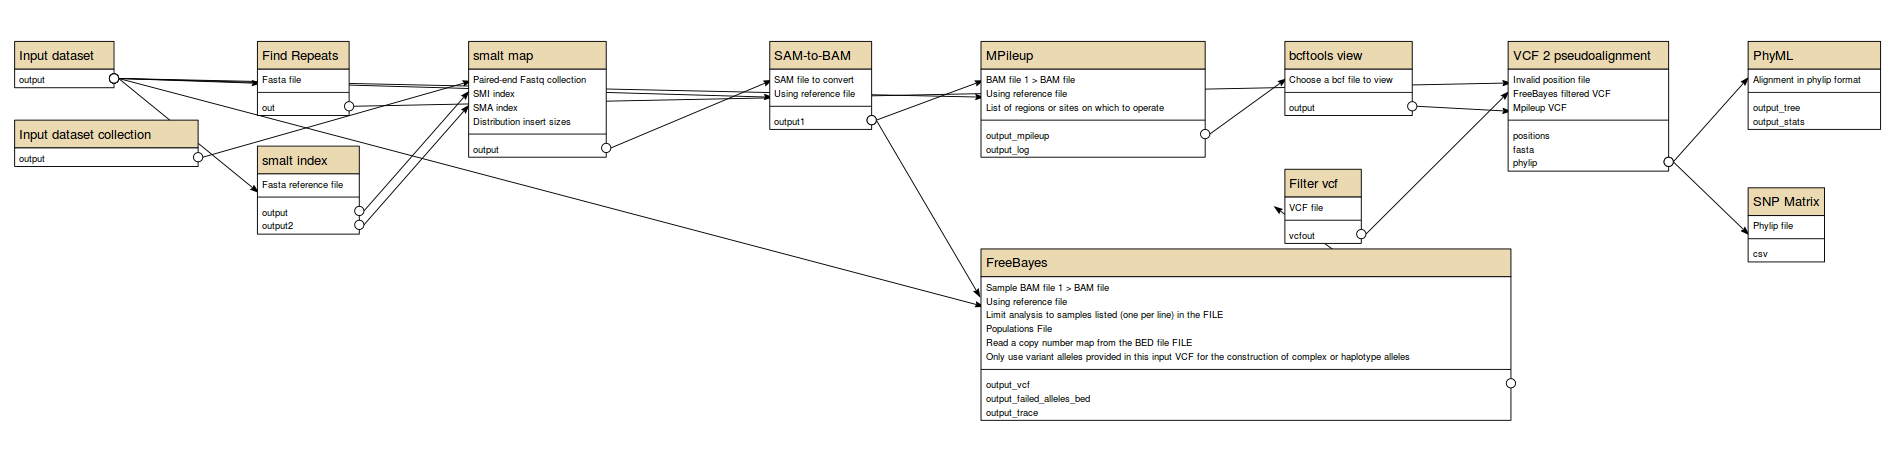 Input dataset
output
Input dataset collection
output
Find Repeats
Fasta file
out
smalt index
Fasta reference file
output
output2
smalt map
Paired-end Fastq collection
SMI index
SMA index
Distribution insert sizes
output
SAM-to-BAM
SAM file to convert
Using reference file
output1
MPileup
BAM file 1 > BAM file
Using reference file
List of regions or sites on which to operate
output_mpileup
output_log
bcftools view
Choose a bcf file to view
output
Filter vcf
VCF file
vcfout
FreeBayes
Sample BAM file 1 > BAM file
Using reference file
Limit analysis to samples listed (one per line) in the FILE
Populations File
Read a copy number map from the BED file FILE
Only use variant alleles provided in this input VCF for the construction of complex or haplotype alleles
output_vcf
output_failed_alleles_bed
output_trace
VCF 2 pseudoalignment
Invalid position file
FreeBayes filtered VCF
Mpileup VCF
positions
fasta
phylip
PhyML
Alignment in phylip format
output_tree
output_stats
SNP Matrix
Phylip file
csv